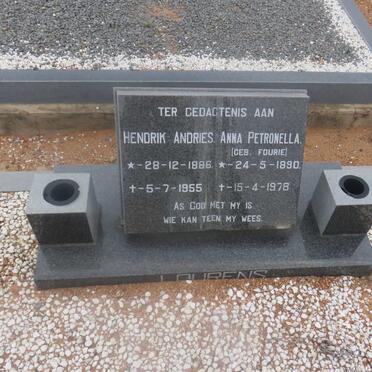 TER GEDAGTENIS AAN
HENDRIK ANDRIES ANNA PETRONELLA
(GEB. FOURIE)
*-28-12-1886 *-24-5-1890
†-5-7-1955 †-15-4-1978
AS GOD MET MY IS
WIE KAN TEEN MY WEES
LOURENS